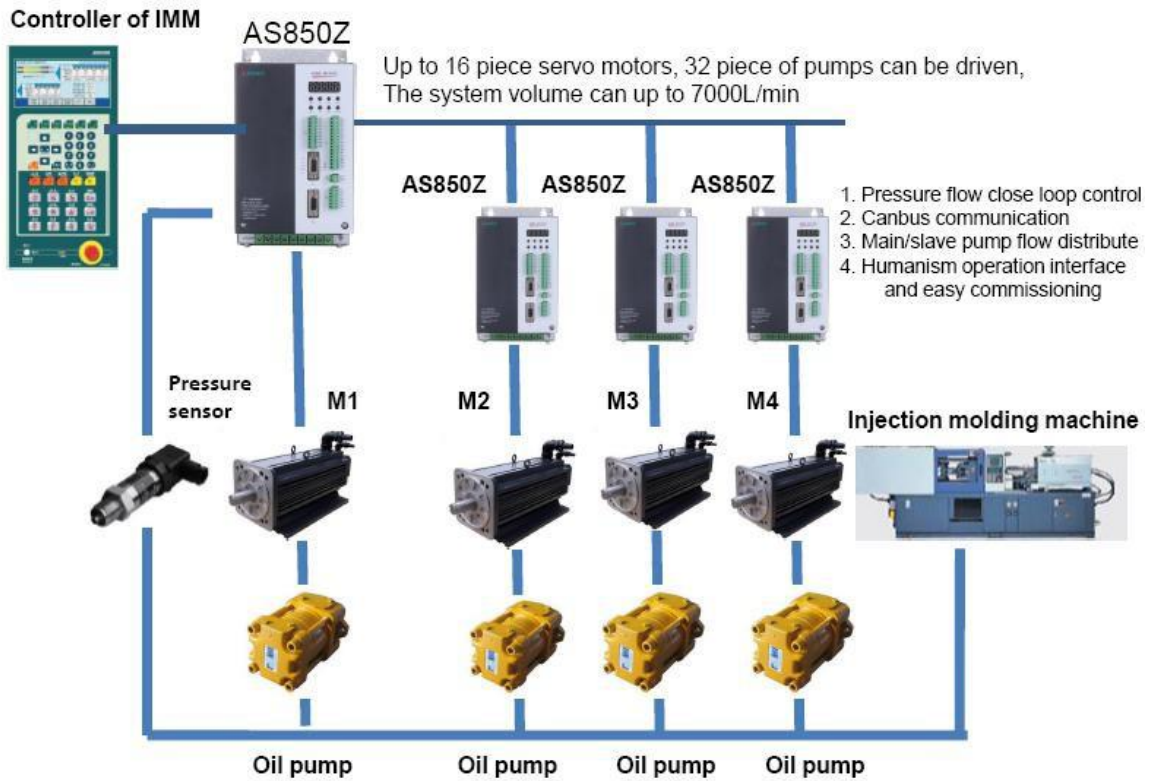 Controller of IMM
AS850Z
Up to 16 piece servo motors, 32 piece of pumps can be driven,
The system volume can up to 7000L/min
AS850Z
AS850Z
AS850Z
1. Pressure flow close loop control
2. Canbus communication
3. Main/slave pump flow distribute
4. Humanism operation interface
and easy commissioning
Pressure
sensor
M1
M2
M3
M4
Injection molding machine
Oil pump
Oil pump
Oil pump
Oil pump